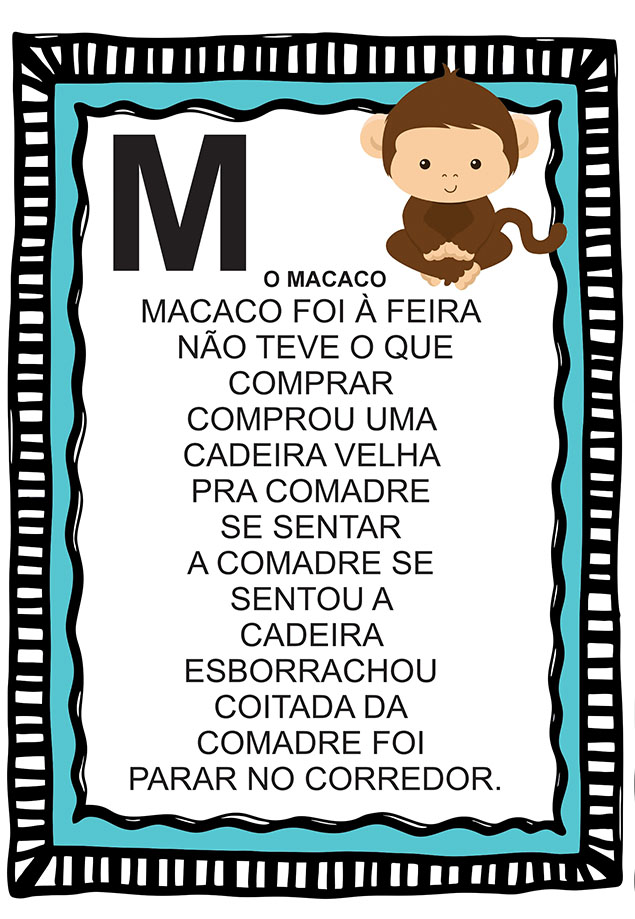 M
O MACACO
MACACO FOI À FEIRA
NÃO TEVE O QUE
COMPRAR
COMPROU UMA
CADEIRA VELHA
PRA COMADRE
SE SENTAR
A COMADRE SE
SENTOU A
CADEIRA
ESBORRACHOU
COITADA DA
COMADRE FOI
PARAR NO CORREDOR.